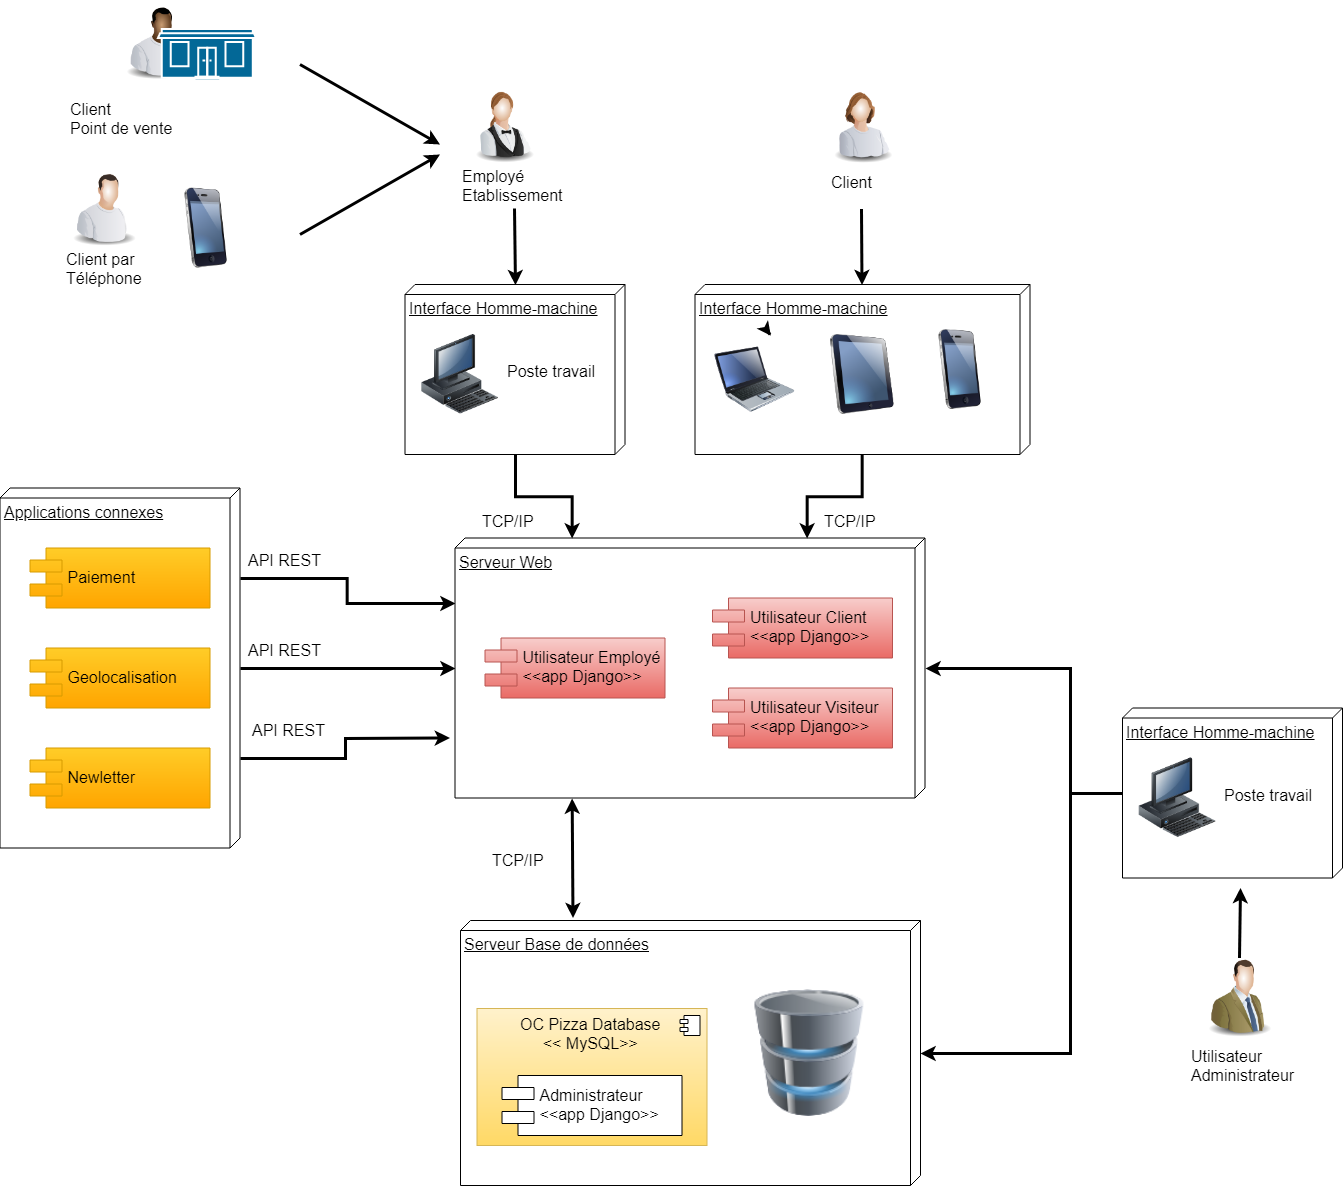 Client
Point de vente
Client par
Téléphone
Employé
Etablissement
Client
Interface Homme-machine
Poste travail
Interface Homme-machine
TCP/IP
TCP/IP
Applications connexes
Paiement
Geolocalisation
Newletter
API REST
API REST
API REST
Serveur Web
Utilisateur Employé
<<app Django>>
Utilisateur Client
<<app Django>>
Utilisateur Visiteur
<<app Django>>
Interface Homme-machine
Poste travail
Utilisateur
Administrateur
TCP/IP
Serveur Base de données
OC Pizza Database
<< MySQL>>
Administrateur
<<app Django>>